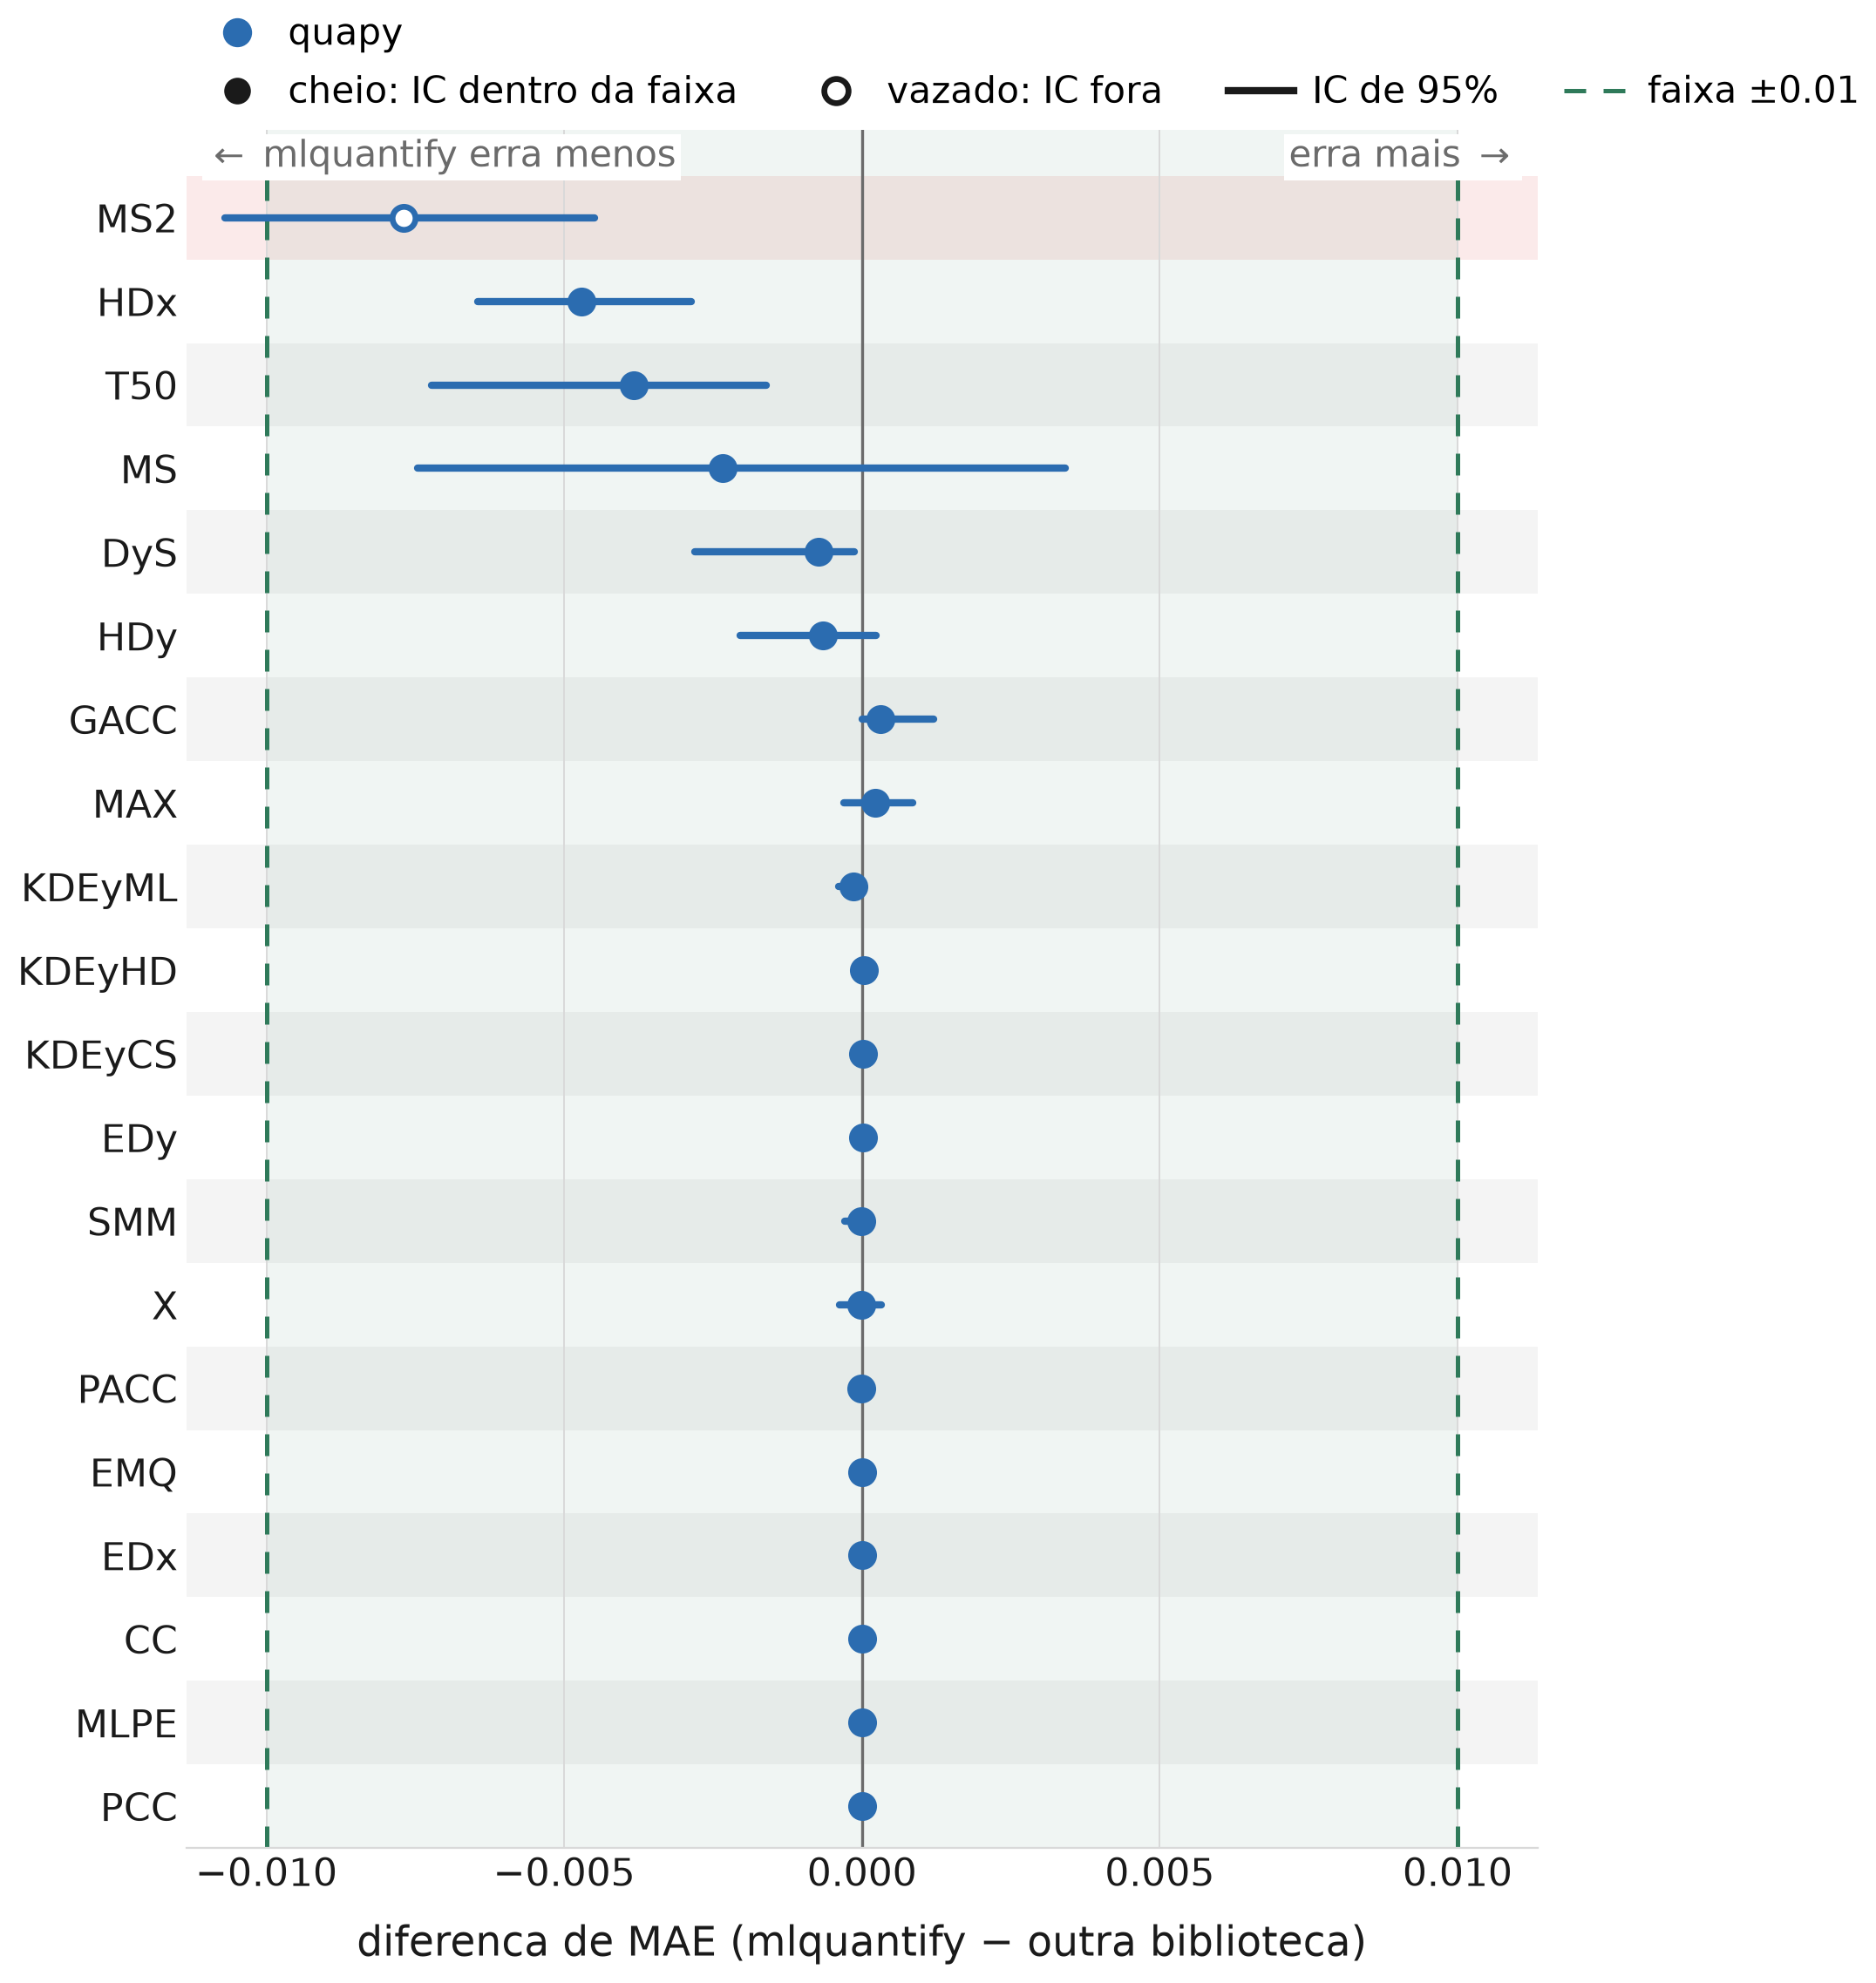 quapy
cheio: IC dentro da faixa vazado: IC fora IC de 95% faixa ±0.01
← mlquantify erra menos erra mais →
MS2
HDx
T50
MS
DyS
HDy
GACC
MAX
KDEyML
KDEyHD
KDEyCS
EDy
SMM
X
PACC
EMQ
EDx
CC
MLPE
PCC
−0.010 −0.005 0.000 0.005 0.010
diferenca de MAE (mlquantify − outra biblioteca)